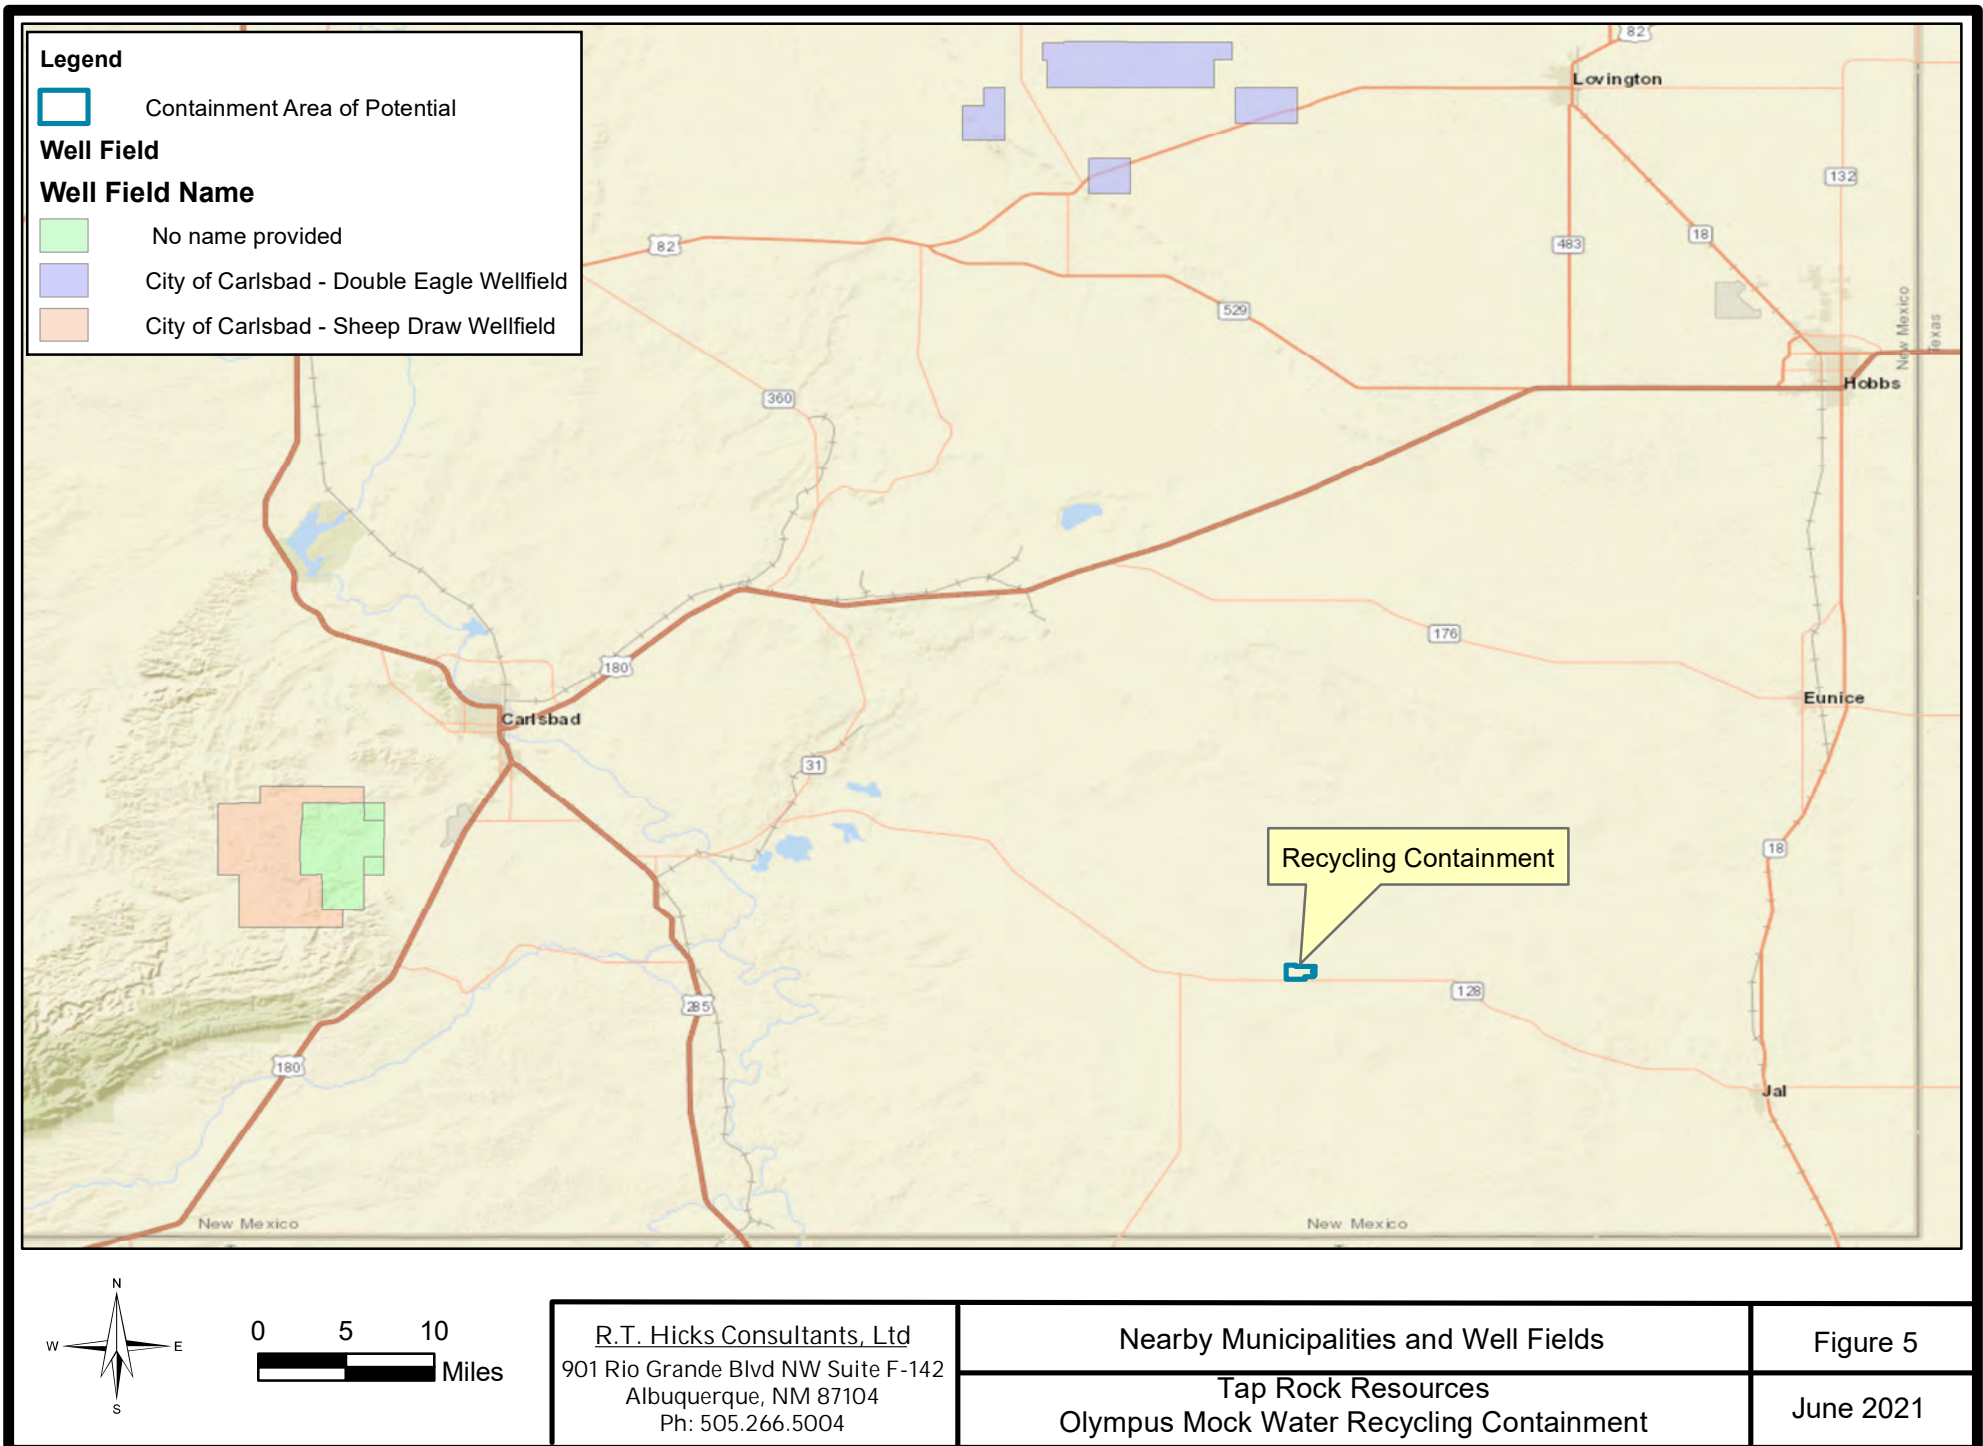 Legend
Containment Area of Potential
Well Field
Well Field Name
No name provided
City of Carlsbad - Double Eagle Wellfield
City of Carlsbad - Sheep Draw Wellfield
82
Lovington
132
82
483
18
529
New Mexico
Texas
360
Hobbs
176
180
Eunice
Carlsbad
31
18
Recycling Containment
128
285
180
Jal
New Mexico
New Mexico
N
W
E
S
0 5 10
Miles
R.T. Hicks Consultants, Ltd
901 Rio Grande Blvd NW Suite F-142
Albuquerque, NM 87104
Ph: 505.266.5004
Nearby Municipalities and Well Fields
Tap Rock Resources
Olympus Mock Water Recycling Containment
Figure 5
June 2021